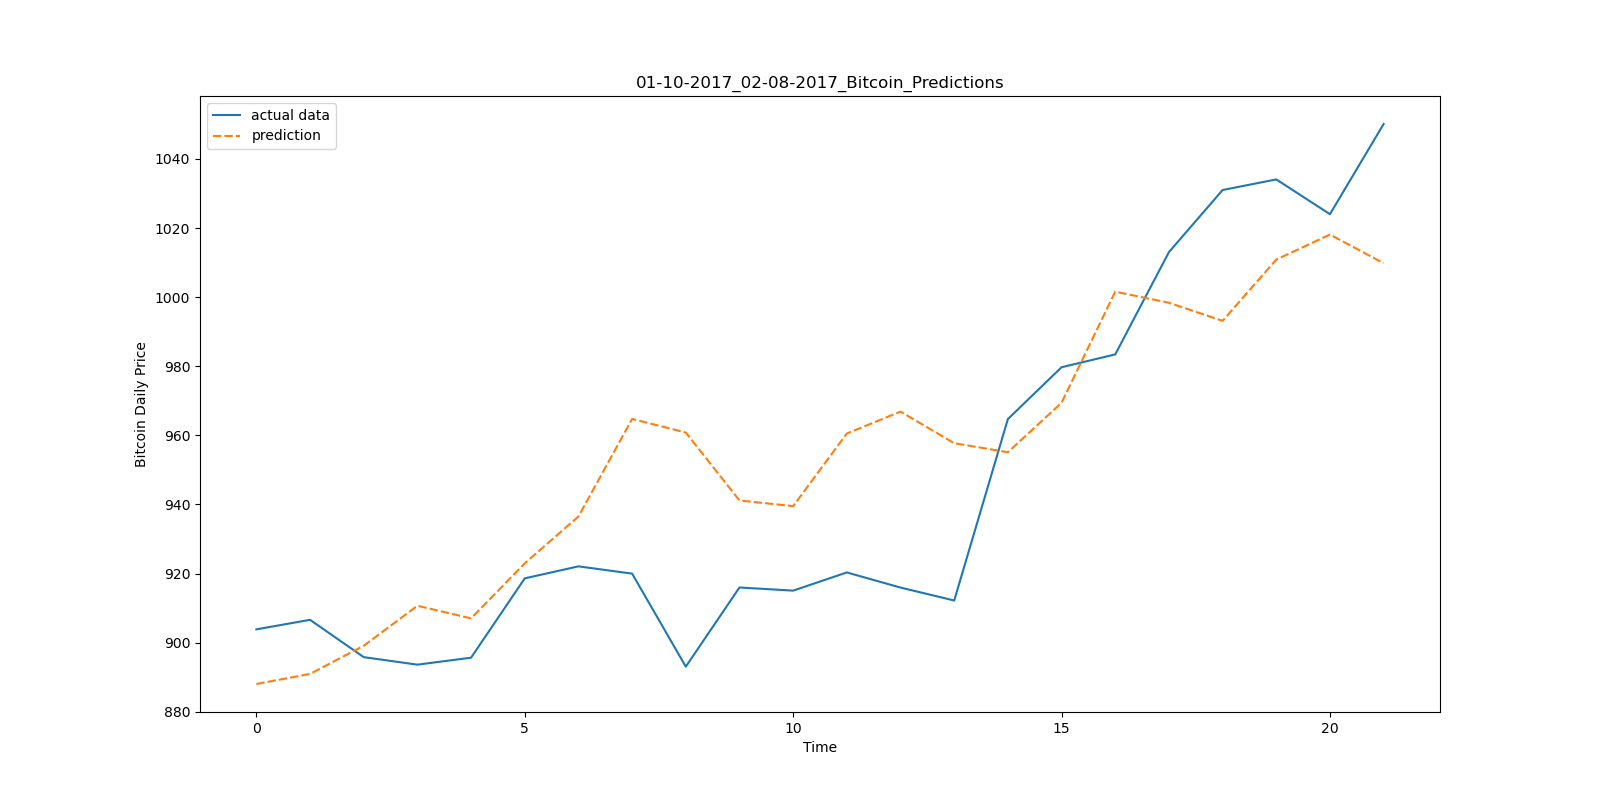 01-10-2017_02-08-2017_Bitcoin_Predictions
actual data
prediction
1040
1020
1000
980
960
940
920
900
880
Bitcoin Daily Price
0 5 10 15 20
Time